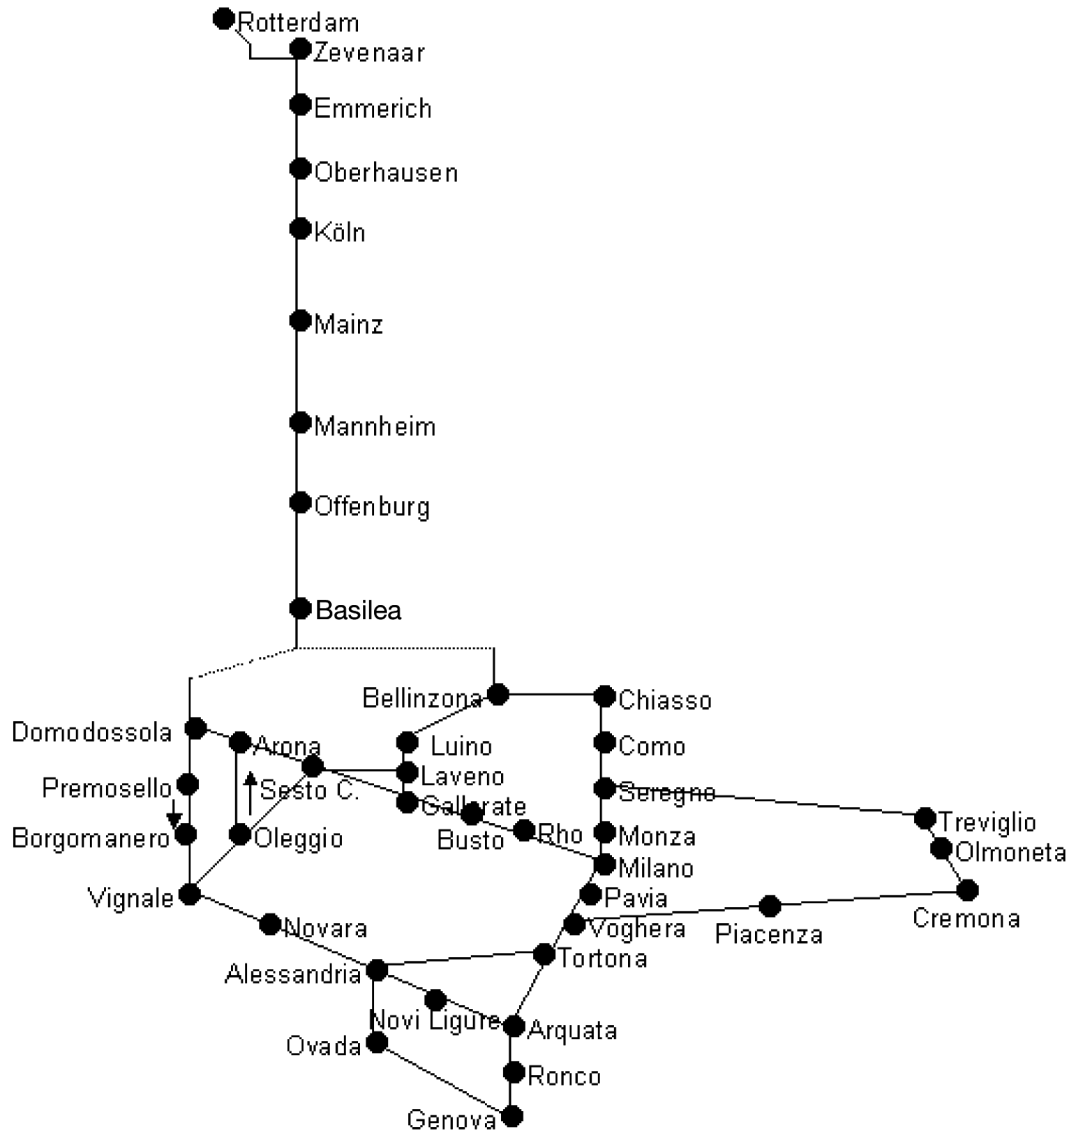 Rotterdam
Zevenaar
Emmerich
Oberhausen
Köln
Mainz
Mannheim
Offenburg
Basilea
Bellinzona
Chiasso
Domodossola
Arona
Luino
Como
Premosello
Sesto C.
Laveno
Gallarate
Seregno
Treviglio
Borgomanero
Oleggio
Busto
Rho
Monza
Olmoneta
Milano
Vignale
Pavia
Cremona
Novara
Voghera
Piacenza
Alessandria
Tortona
Novi Ligure
Arquata
Ovada
Ronco
Genova